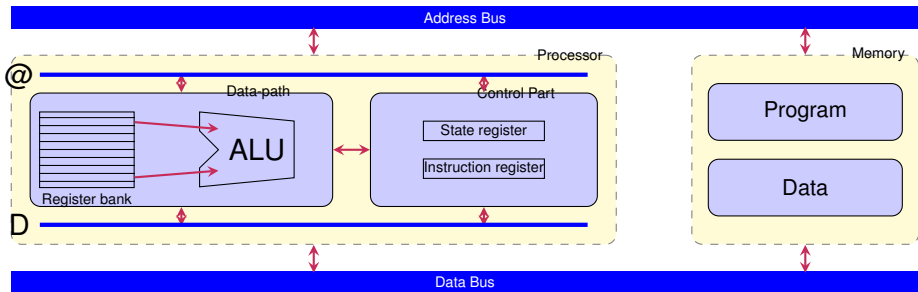 Address Bus
Processor
Memory
@
Data-path
Control Part
Program
State register
ALU
Instruction register
Data
Register bank
D
Data Bus